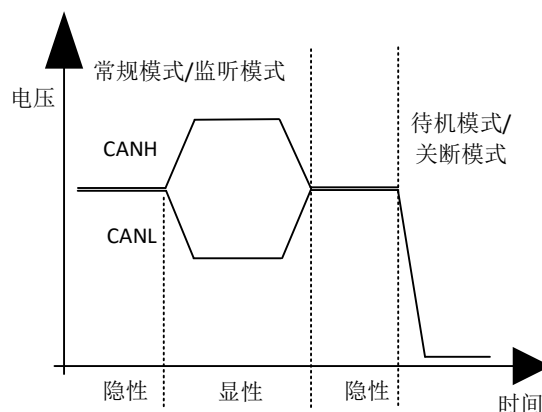 常规模式/监听模式
电压
待机模式/
关断模式
CANH
CANL
隐性
显性
隐性
时间